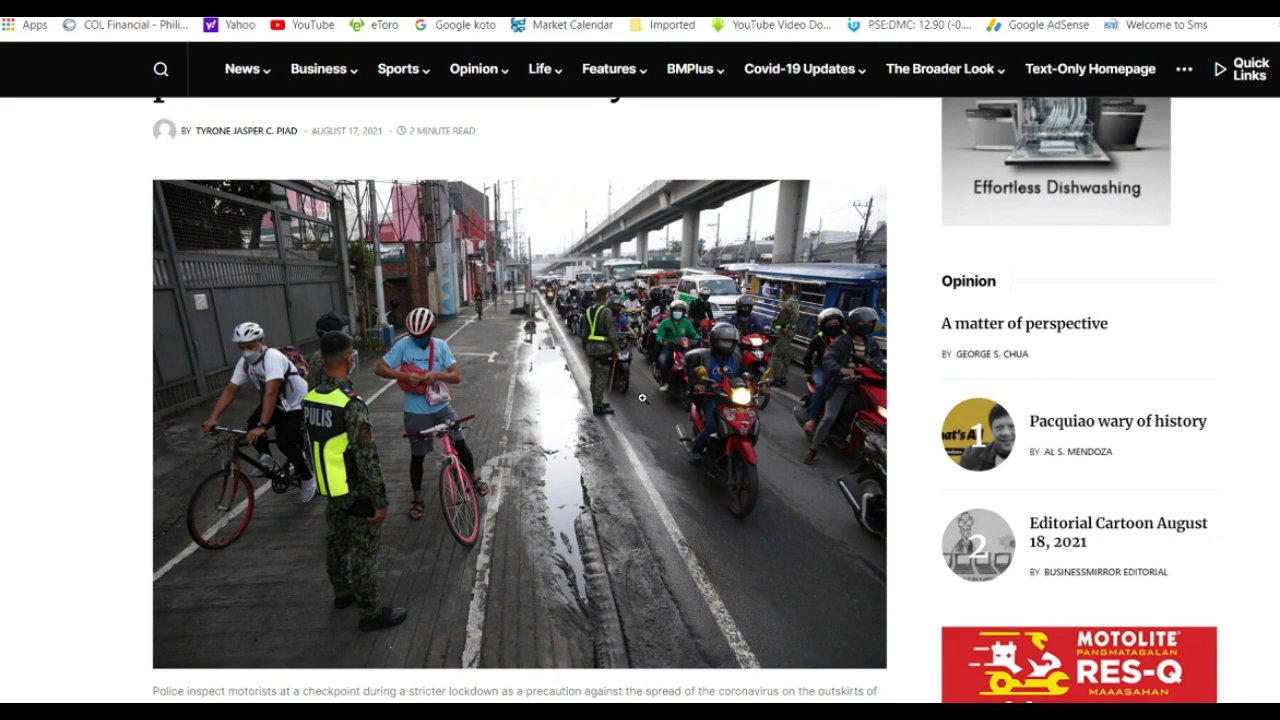 Apps COL Financial - Phili... Yahoo YouTube eToro Google koto Market Calendar Imported YouTube Video Do... PSE:DMC: 12.90 (-0.... Google AdSense Welcome to Sms
News Business Sports Opinion Life Features BMPlus Covid-19 Updates The Broader Look Text-Only Homepage ... Quick Links
BY TYRONE JASPER C. PIAD · AUGUST 17, 2021 · 2 MINUTE READ
PULIS
Police inspect motorists at a checkpoint during a stricter lockdown as a precaution against the spread of the coronavirus on the outskirts of
Effortless Dishwashing
Opinion
A matter of perspective
BY GEORGE S. CHUA
1
Pacquiao wary of history
BY AL S. MENDOZA
2
Editorial Cartoon August
18, 2021
BY BUSINESSMIRROR EDITORIAL
MOTOLITE
PANGMATAGALAN
RES-Q
MAAASAHAN